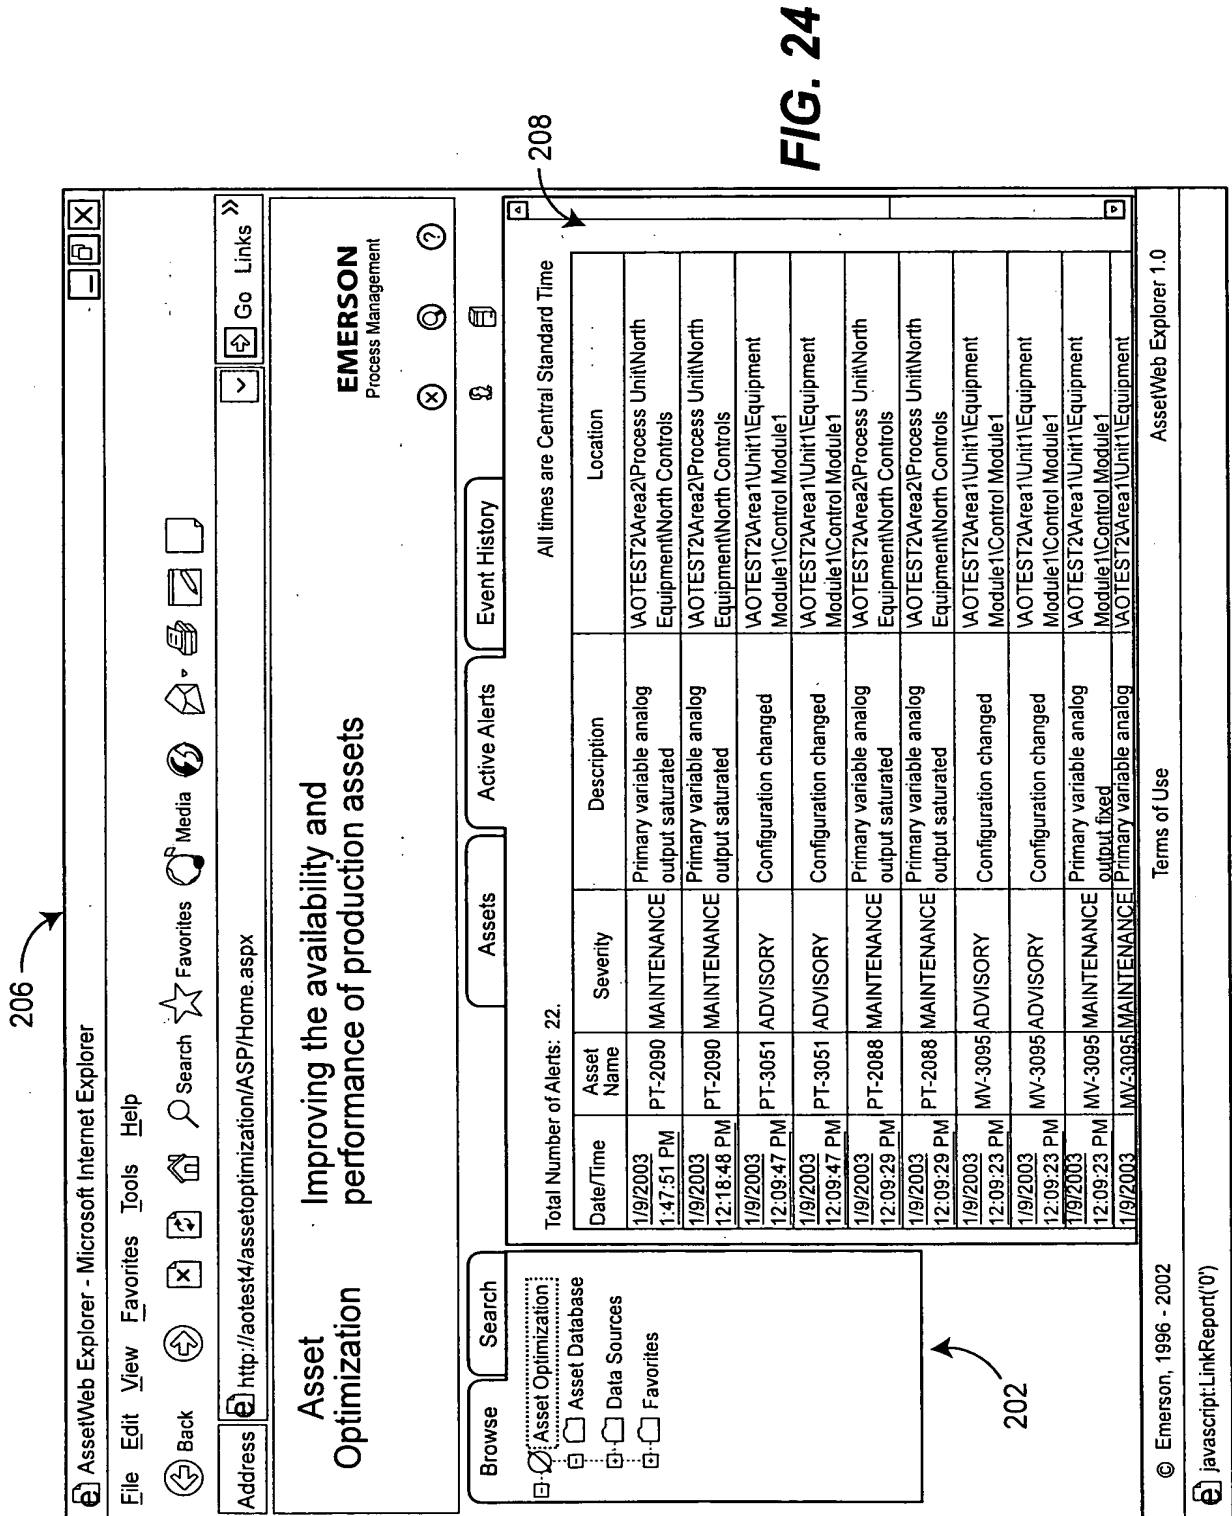 206
AssetWeb Explorer - Microsoft Internet Explorer
File Edit View Favorites Tools Help
Back Search Favorites Media
Address http://aotest4/assetoptimization/ASP/Home.aspx Go Links »
Asset
Optimization
Improving the availability and
performance of production assets
EMERSON
Process Management
Browse Search
Assets Active Alerts Event History
Asset Optimization
Asset Database
Data Sources
Favorites
202
208
Total Number of Alerts: 22. All times are Central Standard Time
Date/Time Asset Name Severity Description Location
1/9/2003 PT-2090 MAINTENANCE Primary variable analog \AOTEST2\Area2\Process Unit\North
1:47:51 PM output saturated Equipment\North Controls
1/9/2003 PT-2090 MAINTENANCE Primary variable analog \AOTEST2\Area2\Process Unit\North
12:18:48 PM output saturated Equipment\North Controls
1/9/2003 PT-3051 ADVISORY Configuration changed \AOTEST2\Area1\Unit1\Equipment
12:09:47 PM Module1\Control Module1
1/9/2003 PT-3051 ADVISORY Configuration changed \AOTEST2\Area1\Unit1\Equipment
12:09:47 PM Module1\Control Module1
1/9/2003 PT-2088 MAINTENANCE Primary variable analog \AOTEST2\Area2\Process Unit\North
12:09:29 PM output saturated Equipment\North Controls
1/9/2003 PT-2088 MAINTENANCE Primary variable analog \AOTEST2\Area2\Process Unit\North
12:09:29 PM output saturated Equipment\North Controls
1/9/2003 MV-3095 ADVISORY Configuration changed \AOTEST2\Area1\Unit1\Equipment
12:09:23 PM Module1\Control Module1
1/9/2003 MV-3095 ADVISORY Configuration changed \AOTEST2\Area1\Unit1\Equipment
12:09:23 PM Module1\Control Module1
1/9/2003 MV-3095 MAINTENANCE Primary variable analog \AOTEST2\Area1\Unit1\Equipment
12:09:23 PM output fixed Module1\Control Module1
1/9/2003 MV-3095 MAINTENANCE Primary variable analog \AOTEST2\Area1\Unit1\Equipment
© Emerson, 1996 - 2002 Terms of Use AssetWeb Explorer 1.0
javascript:LinkReport('0')
FIG. 24